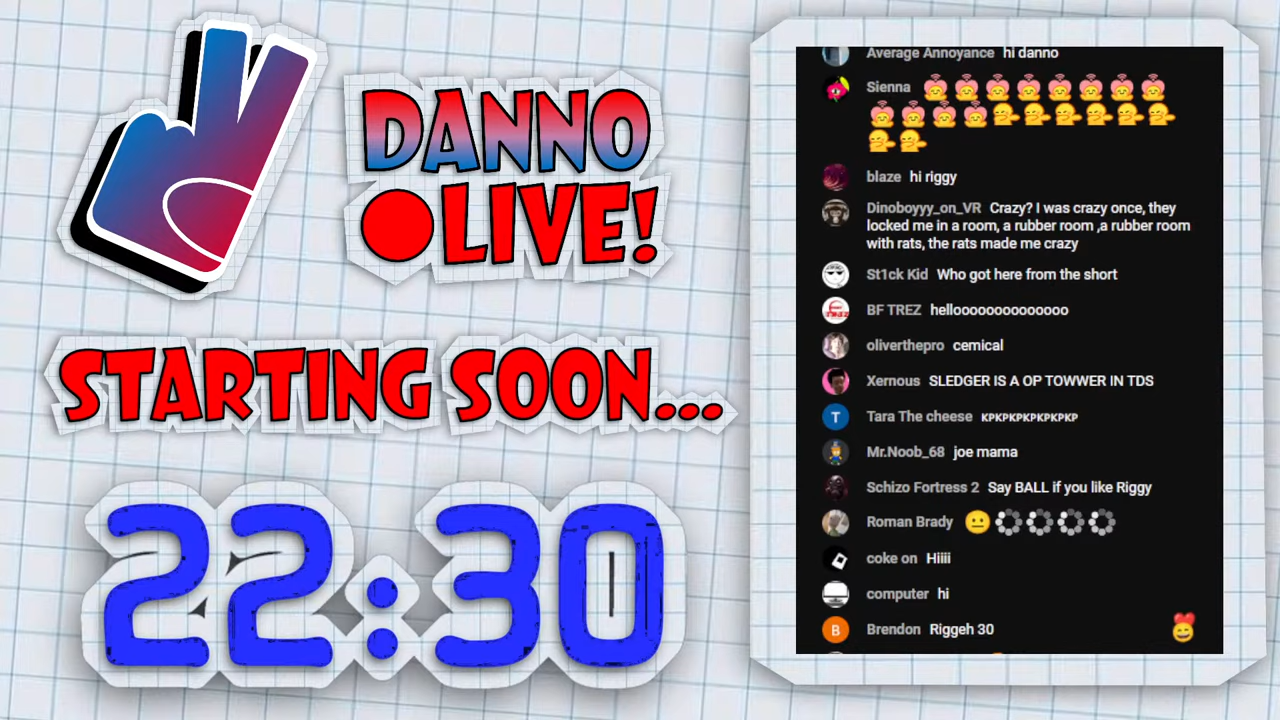 DANNO
LIVE!
STARTING SOON...
22:30
Average Annoyance hi danno
Sienna
blaze hi riggy
Dinoboyyy_on_VR Crazy? I was crazy once, they
locked me in a room, a rubber room ,a rubber room
with rats, the rats made me crazy
St1ck Kid Who got here from the short
BF TREZ helloooooooooooooo
oliverthepro cemical
Xernous SLEDGER IS A OP TOWWER IN TDS
T Tara The cheese ᴋᴘᴋᴘᴋᴘᴋᴘᴋᴘᴋᴘ
Mr.Noob_68 joe mama
Schizo Fortress 2 Say BALL if you like Riggy
Roman Brady
coke on Hiiii
computer hi
B Brendon Riggeh 30